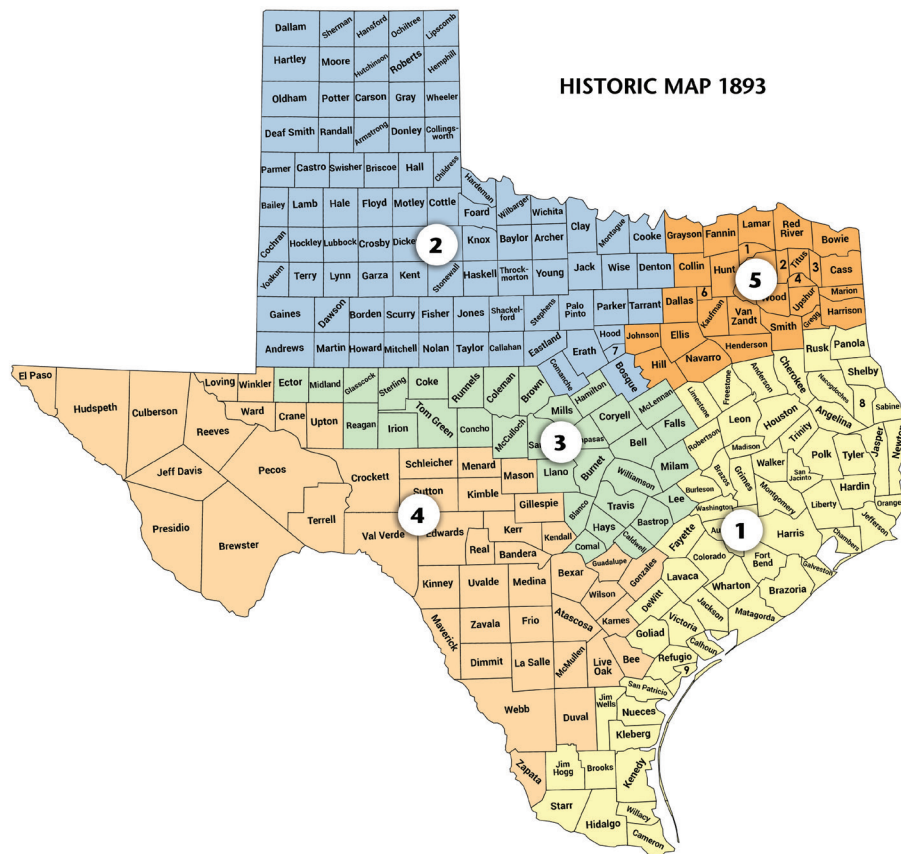 HISTORIC MAP 1893
Dallam Sherman Hansford Ochiltree Lipscomb
Hartley Moore Hutchinson Roberts Hemphill
Oldham Potter Carson Gray Wheeler
Deaf Smith Randall Armstrong Donley Collings-
worth
Parmer Castro Swisher Briscoe Hall Childress
Hardeman
Bailey Lamb Hale Floyd Motley Cottle Foard Wilbarger Wichita Clay Montague Cooke Grayson Fannin Lamar Red
River Bowie
Cochran Hockley Lubbock Crosby 2 Knox Baylor Archer
Collin Hunt 1 5 2 Titus 3 Cass
4
Yoakum Terry Lynn Garza Kent Stonewall Haskell Throck-
morton Young Jack Wise Denton
Dallas 6 Kaufman Van
Zandt Upshur Marion
Gaines Dawson Borden Scurry Fisher Jones Shackel-
ford Stephens Palo
Pinto Parker Tarrant
Gregg Harrison
Andrews Martin Howard Mitchell Nolan Taylor Callahan Eastland Erath Hood 7 Johnson Ellis Henderson Smith
Comanche Bosque Hill Navarro Rusk Panola
El Paso Hudspeth Culberson Loving Winkler Ector Midland Glasscock Sterling Coke Runnels Coleman Brown Hamilton McLennan Limestone Freestone Anderson Cherokee Nacogdoches Shelby
Reeves Ward Crane Upton Reagan Irion Tom Green Concho McCulloch Mills Coryell Falls Leon Houston Angelina 8 Sabine
3 Bell Robertson Madison Trinity Polk Tyler Jasper
Jeff Davis Pecos Crockett Schleicher Menard Mason Llano Burnet Williamson Milam Brazos Grimes Walker San
Jacinto Hardin
Presidio Brewster Terrell 4 Kimble Gillespie Blanco Travis Lee Burleson Washington Montgomery Liberty Orange
Val Verde Edwards Kerr Kendall Hays Bastrop Fayette 1 Harris Chambers Jefferson
Real Bandera Comal Caldwell Colorado Fort
Bend Galveston
Kinney Uvalde Medina Bexar Guadalupe Gonzales Lavaca Wharton Brazoria
Maverick Zavala Frio Atascosa Wilson Karnes DeWitt Victoria Jackson Matagorda
Dimmit La Salle McMullen Live
Oak Bee Goliad Refugio Calhoun
9
Webb Duval Jim
Wells San Patricio
Nueces
Kleberg
Zapata Jim
Hogg Brooks Kenedy
Starr Hidalgo Willacy
Cameron